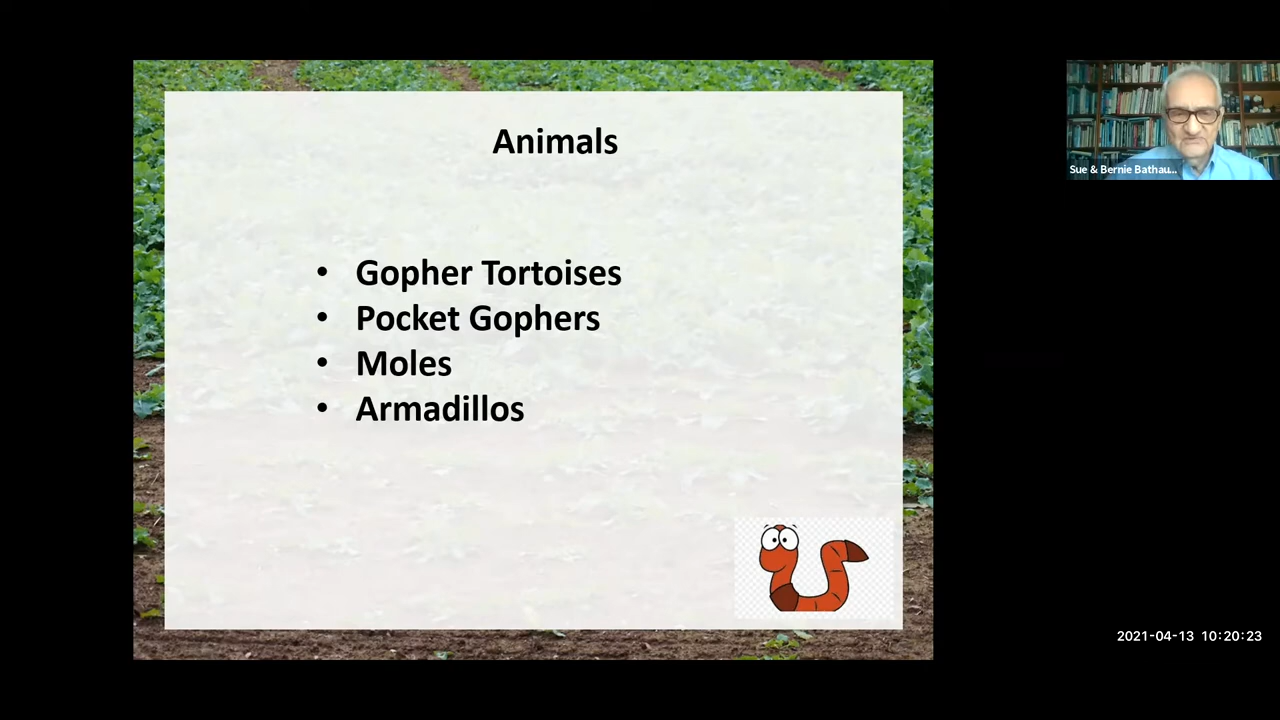 Animals
• Gopher Tortoises
• Pocket Gophers
• Moles
• Armadillos
Sue & Bernie Bathau...
2021-04-13 10:20:23